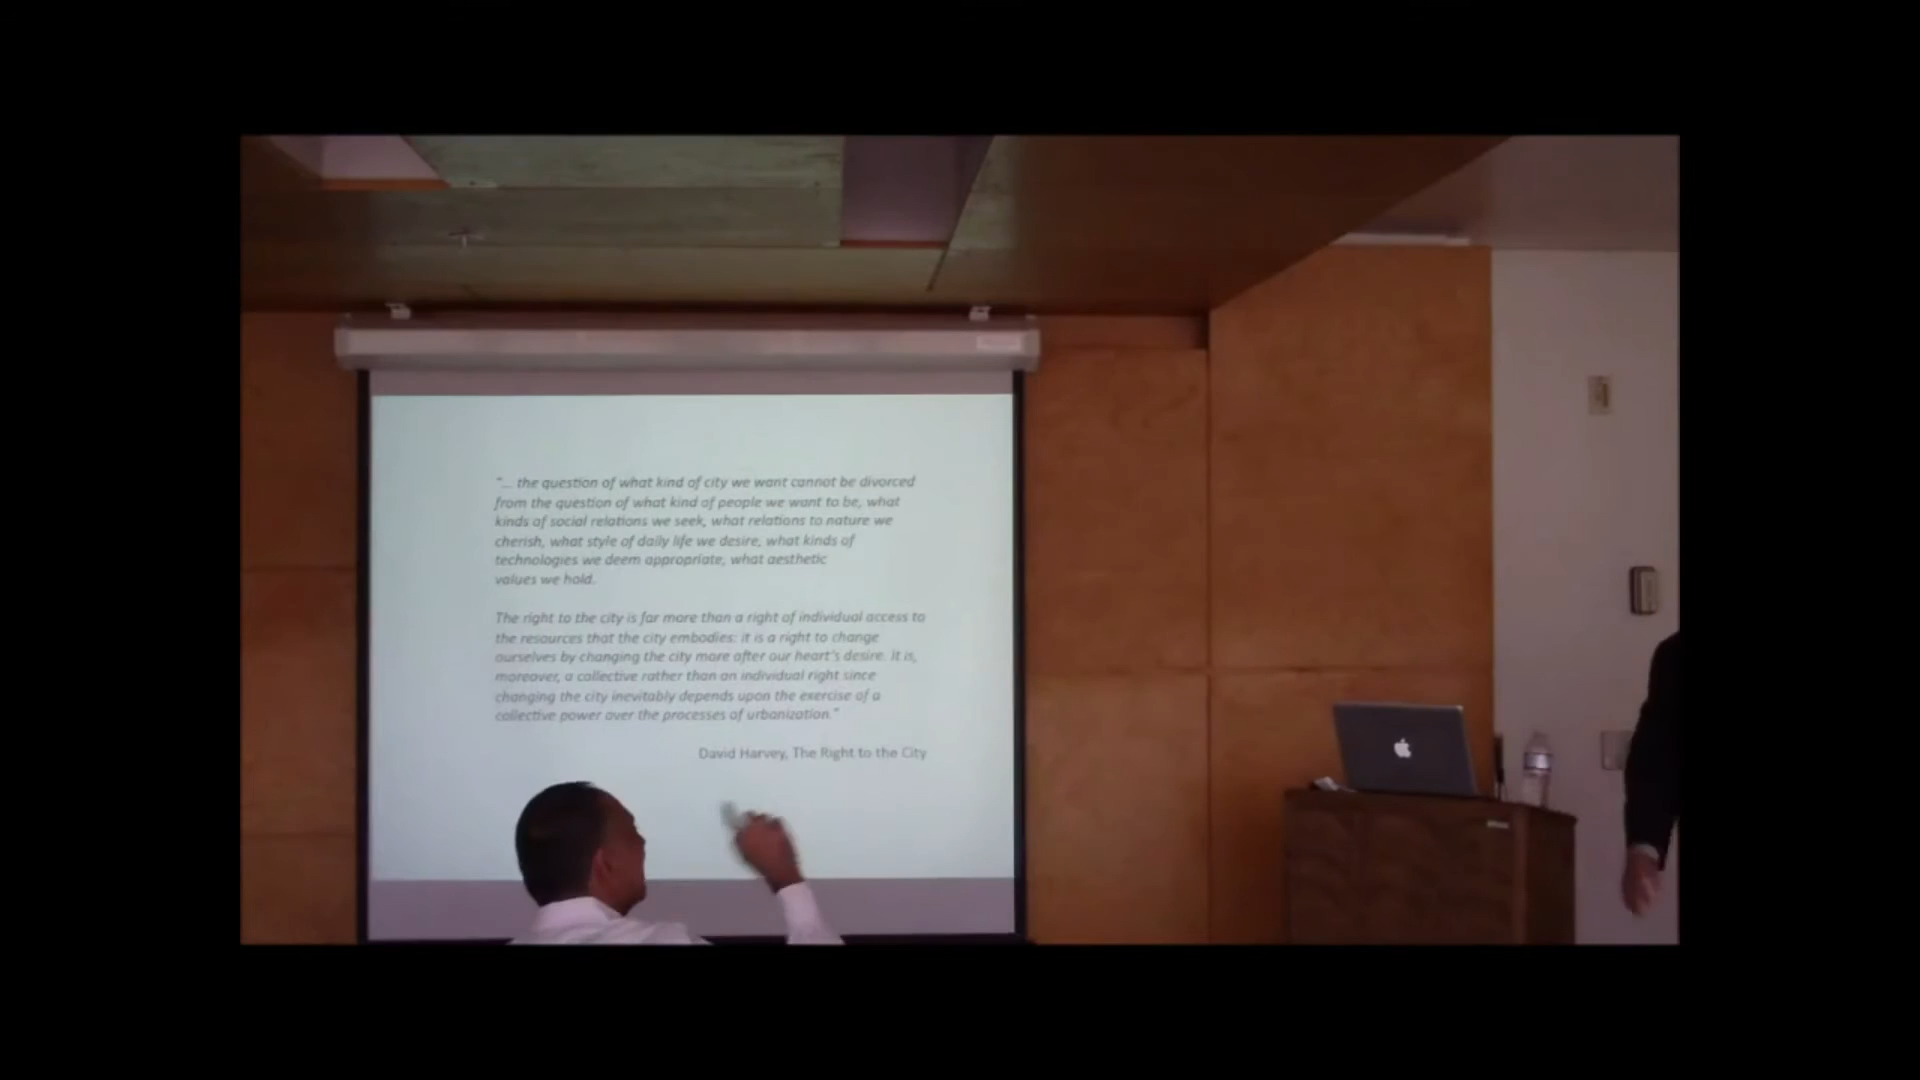 "... the question of what kind of city we want cannot be divorced
from the question of what kind of people we want to be, what
kinds of social relations we seek, what relations to nature we
cherish, what style of daily life we desire, what kinds of
technologies we deem appropriate, what aesthetic
values we hold.
The right to the city is far more than a right of individual access to
the resources that the city embodies: it is a right to change
ourselves by changing the city more after our heart's desire. It is,
moreover, a collective rather than an individual right since
changing the city inevitably depends upon the exercise of a
collective power over the processes of urbanization."
David Harvey, The Right to the City